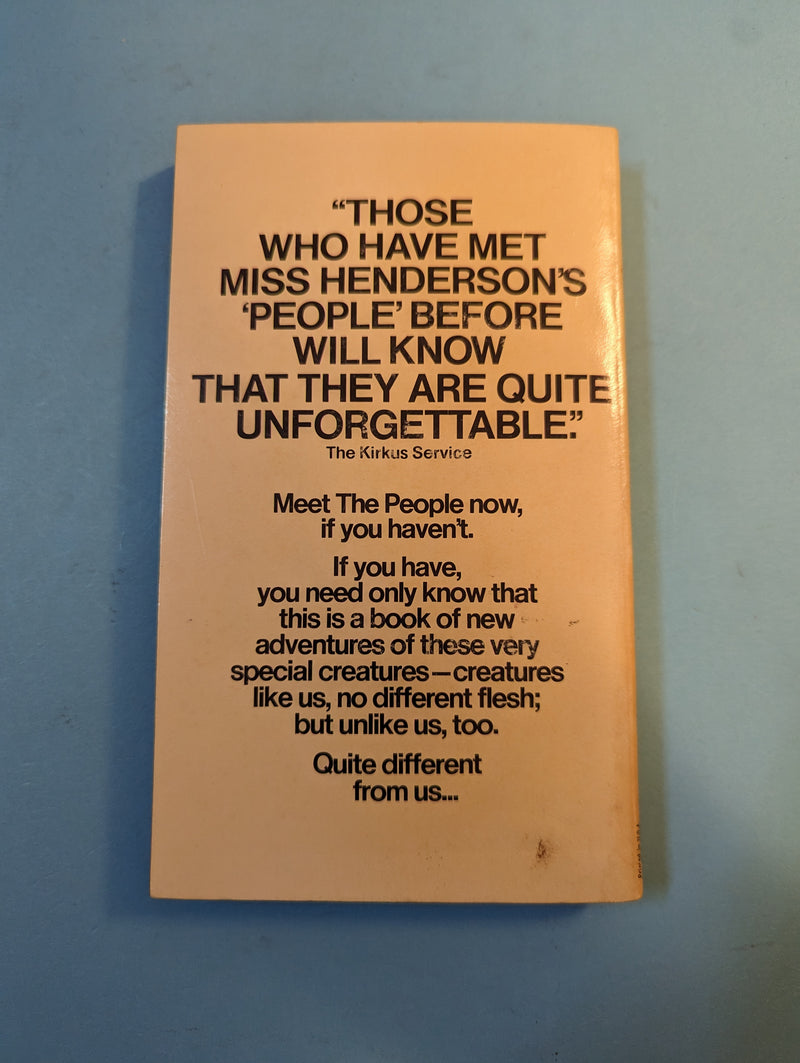 “THOSE
WHO HAVE MET
MISS HENDERSON’S
‘PEOPLE’ BEFORE
WILL KNOW
THAT THEY ARE QUITE
UNFORGETTABLE.”
The Kirkus Service
Meet The People now,
if you haven’t.
If you have,
you need only know that
this is a book of new
adventures of these very
special creatures—creatures
like us, no different flesh;
but unlike us, too.
Quite different
from us...